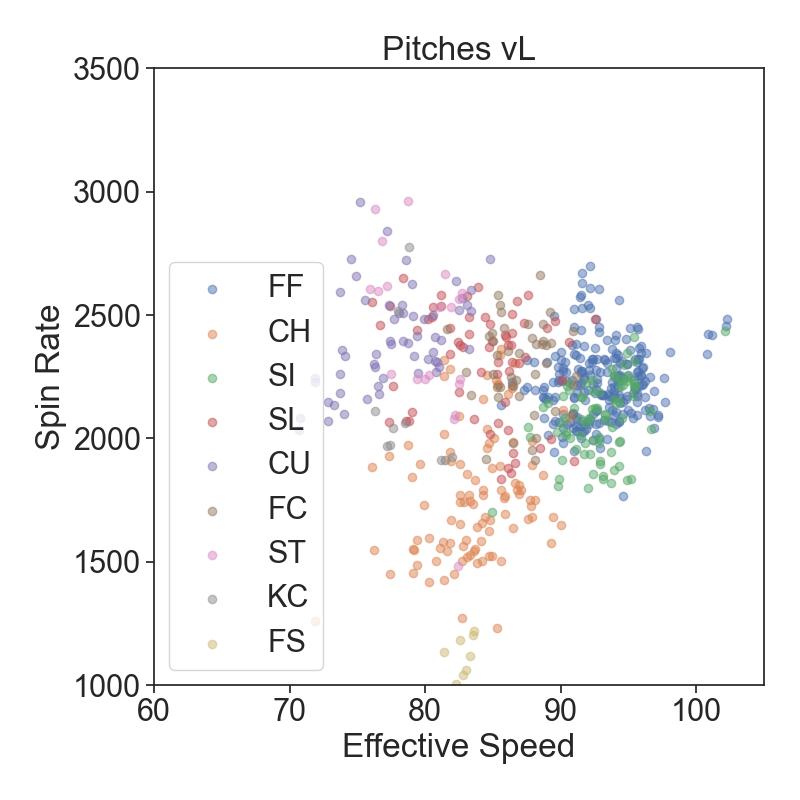 Pitches vL
3500
3000
2500
2000
1500
1000
Spin Rate
FF
CH
SI
SL
CU
FC
ST
KC
FS
60 70 80 90 100
Effective Speed